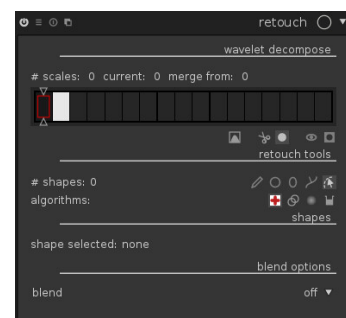 retouch
wavelet decompose
# scales: 0 current: 0 merge from: 0
retouch tools
# shapes: 0
algorithms:
shapes
shape selected: none
blend options
blend off